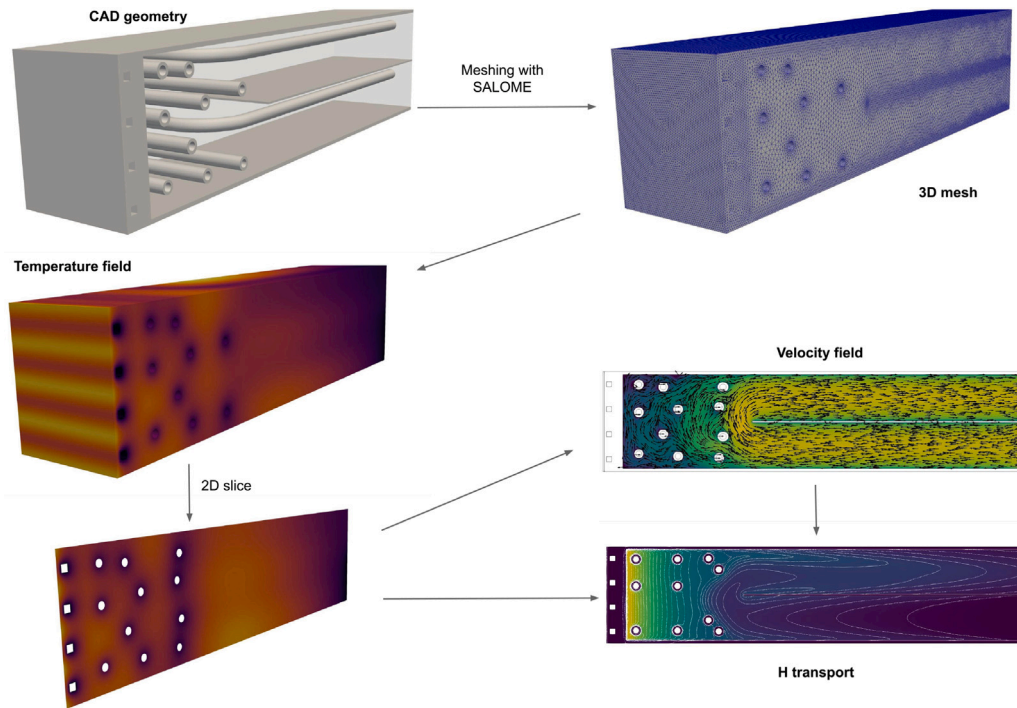 CAD geometry
Meshing with
SALOME
3D mesh
Temperature field
Velocity field
2D slice
H transport